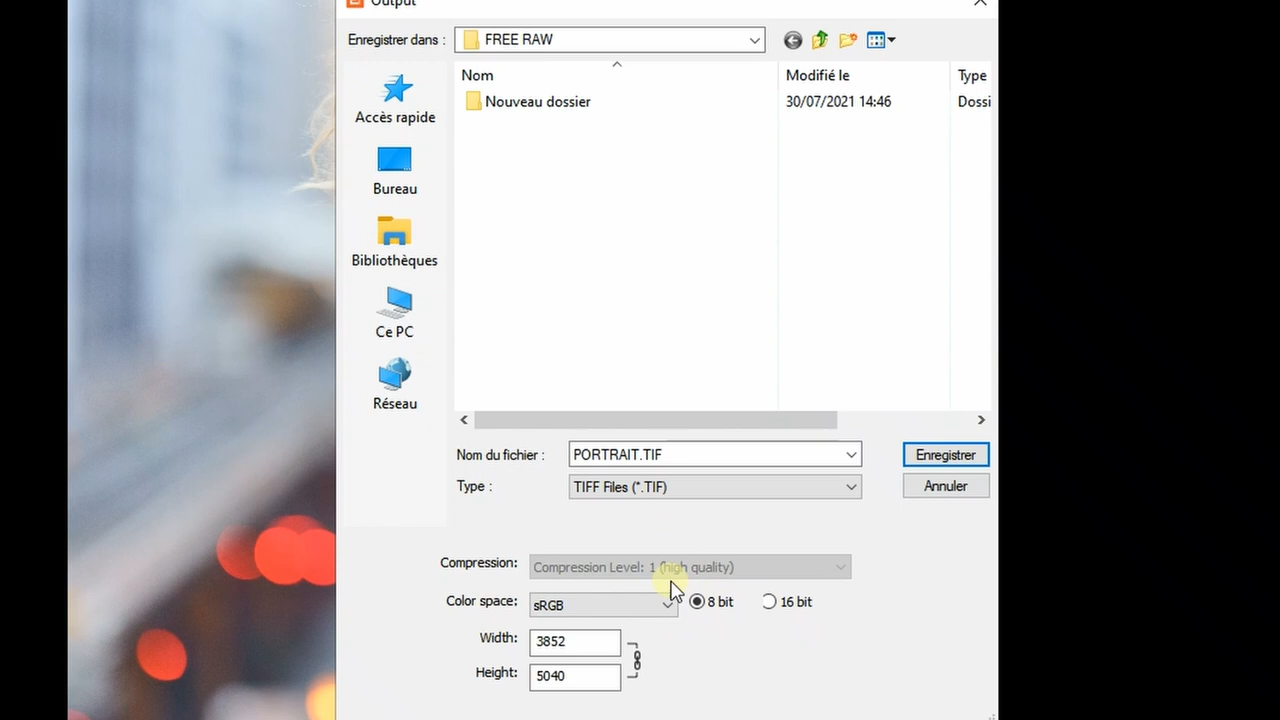 Output
Enregistrer dans :
FREE RAW
Nom
Modifié le
Type
Nouveau dossier
30/07/2021 14:46
Dossi
Accès rapide
Bureau
Bibliothèques
Ce PC
Réseau
Nom du fichier :
PORTRAIT.TIF
Enregistrer
Type :
TIFF Files (*.TIF)
Annuler
Compression:
Compression Level: 1 (high quality)
Color space:
sRGB
8 bit
16 bit
Width:
3852
Height:
5040